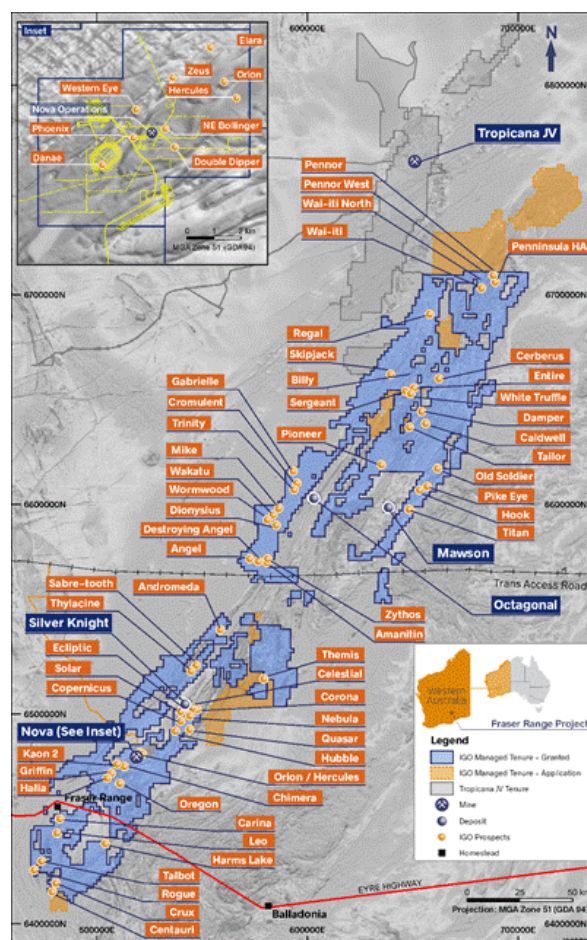 Inset
Elara
Zeus
Orion
Western Eye
Hercules
Nova Operations
Phoenix
NE Bollinger
Danae
Double Dipper
0 1 2 km
MGA Zone 51 (GDA94)
600000E
700000E
N
6800000N
Tropicana JV
Pennor
Pennor West
Wai-iti North
Wai-iti
Penninsula HA
6700000N
6700000N
Regal
Skipjack
Billy
Sergeant
Cerberus
Entire
White Truffle
Damper
Caldwell
Tailor
Gabrielle
Cromulent
Trinity
Pioneer
Mike
Wakatu
Wormwood
Dionysius
Destroying Angel
Angel
Old Soldier
Pike Eye
Hook
Titan
6600000N
6600000N
Mawson
Trans Access Road
Octagonal
Zythos
Amanitin
Sabre-tooth
Andromeda
Thylacine
Silver Knight
Ecliptic
Solar
Copernicus
Themis
Celestial
Corona
Nebula
Quasar
Hubble
Orion / Hercules
Chimera
6500000N
Nova (See Inset)
Kaon 2
Griffin
Halla
Fraser Range
Oregon
Carina
Leo
Harms Lake
Talbot
Rogue
Crux
Centauri
EYRE HIGHWAY
Balladonia
Western
Australia
Fraser Range Project
Legend
IGO Managed Tenure – Granted
IGO Managed Tenure – Application
Tropicana JV Tenure
Mine
Deposit
IGO Prospects
Homestead
0 25 50 km
Projection: MGA Zone 51 (GDA 94)
6400000N
500000E
600000E
700000E
6400000N